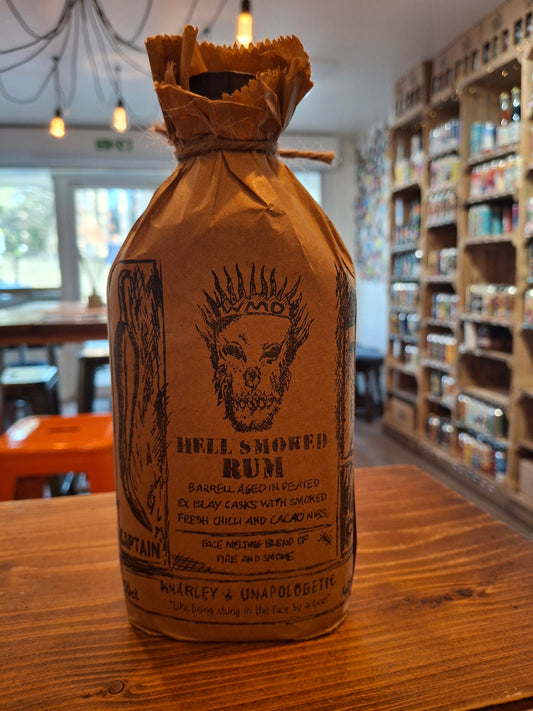 WMD
HELL SMOKED
RUM
BARRELL AGED IN PEATED
EX ISLAY CASKS WITH SMOKED
FRESH CHILLI AND CACAO NIBS.
FACE MELTING BLEND OF
FIRE AND SMOKE
CAPTAIN
KNARLEY & UNAPOLOGETIC
"Like being stung in the face by a bee"